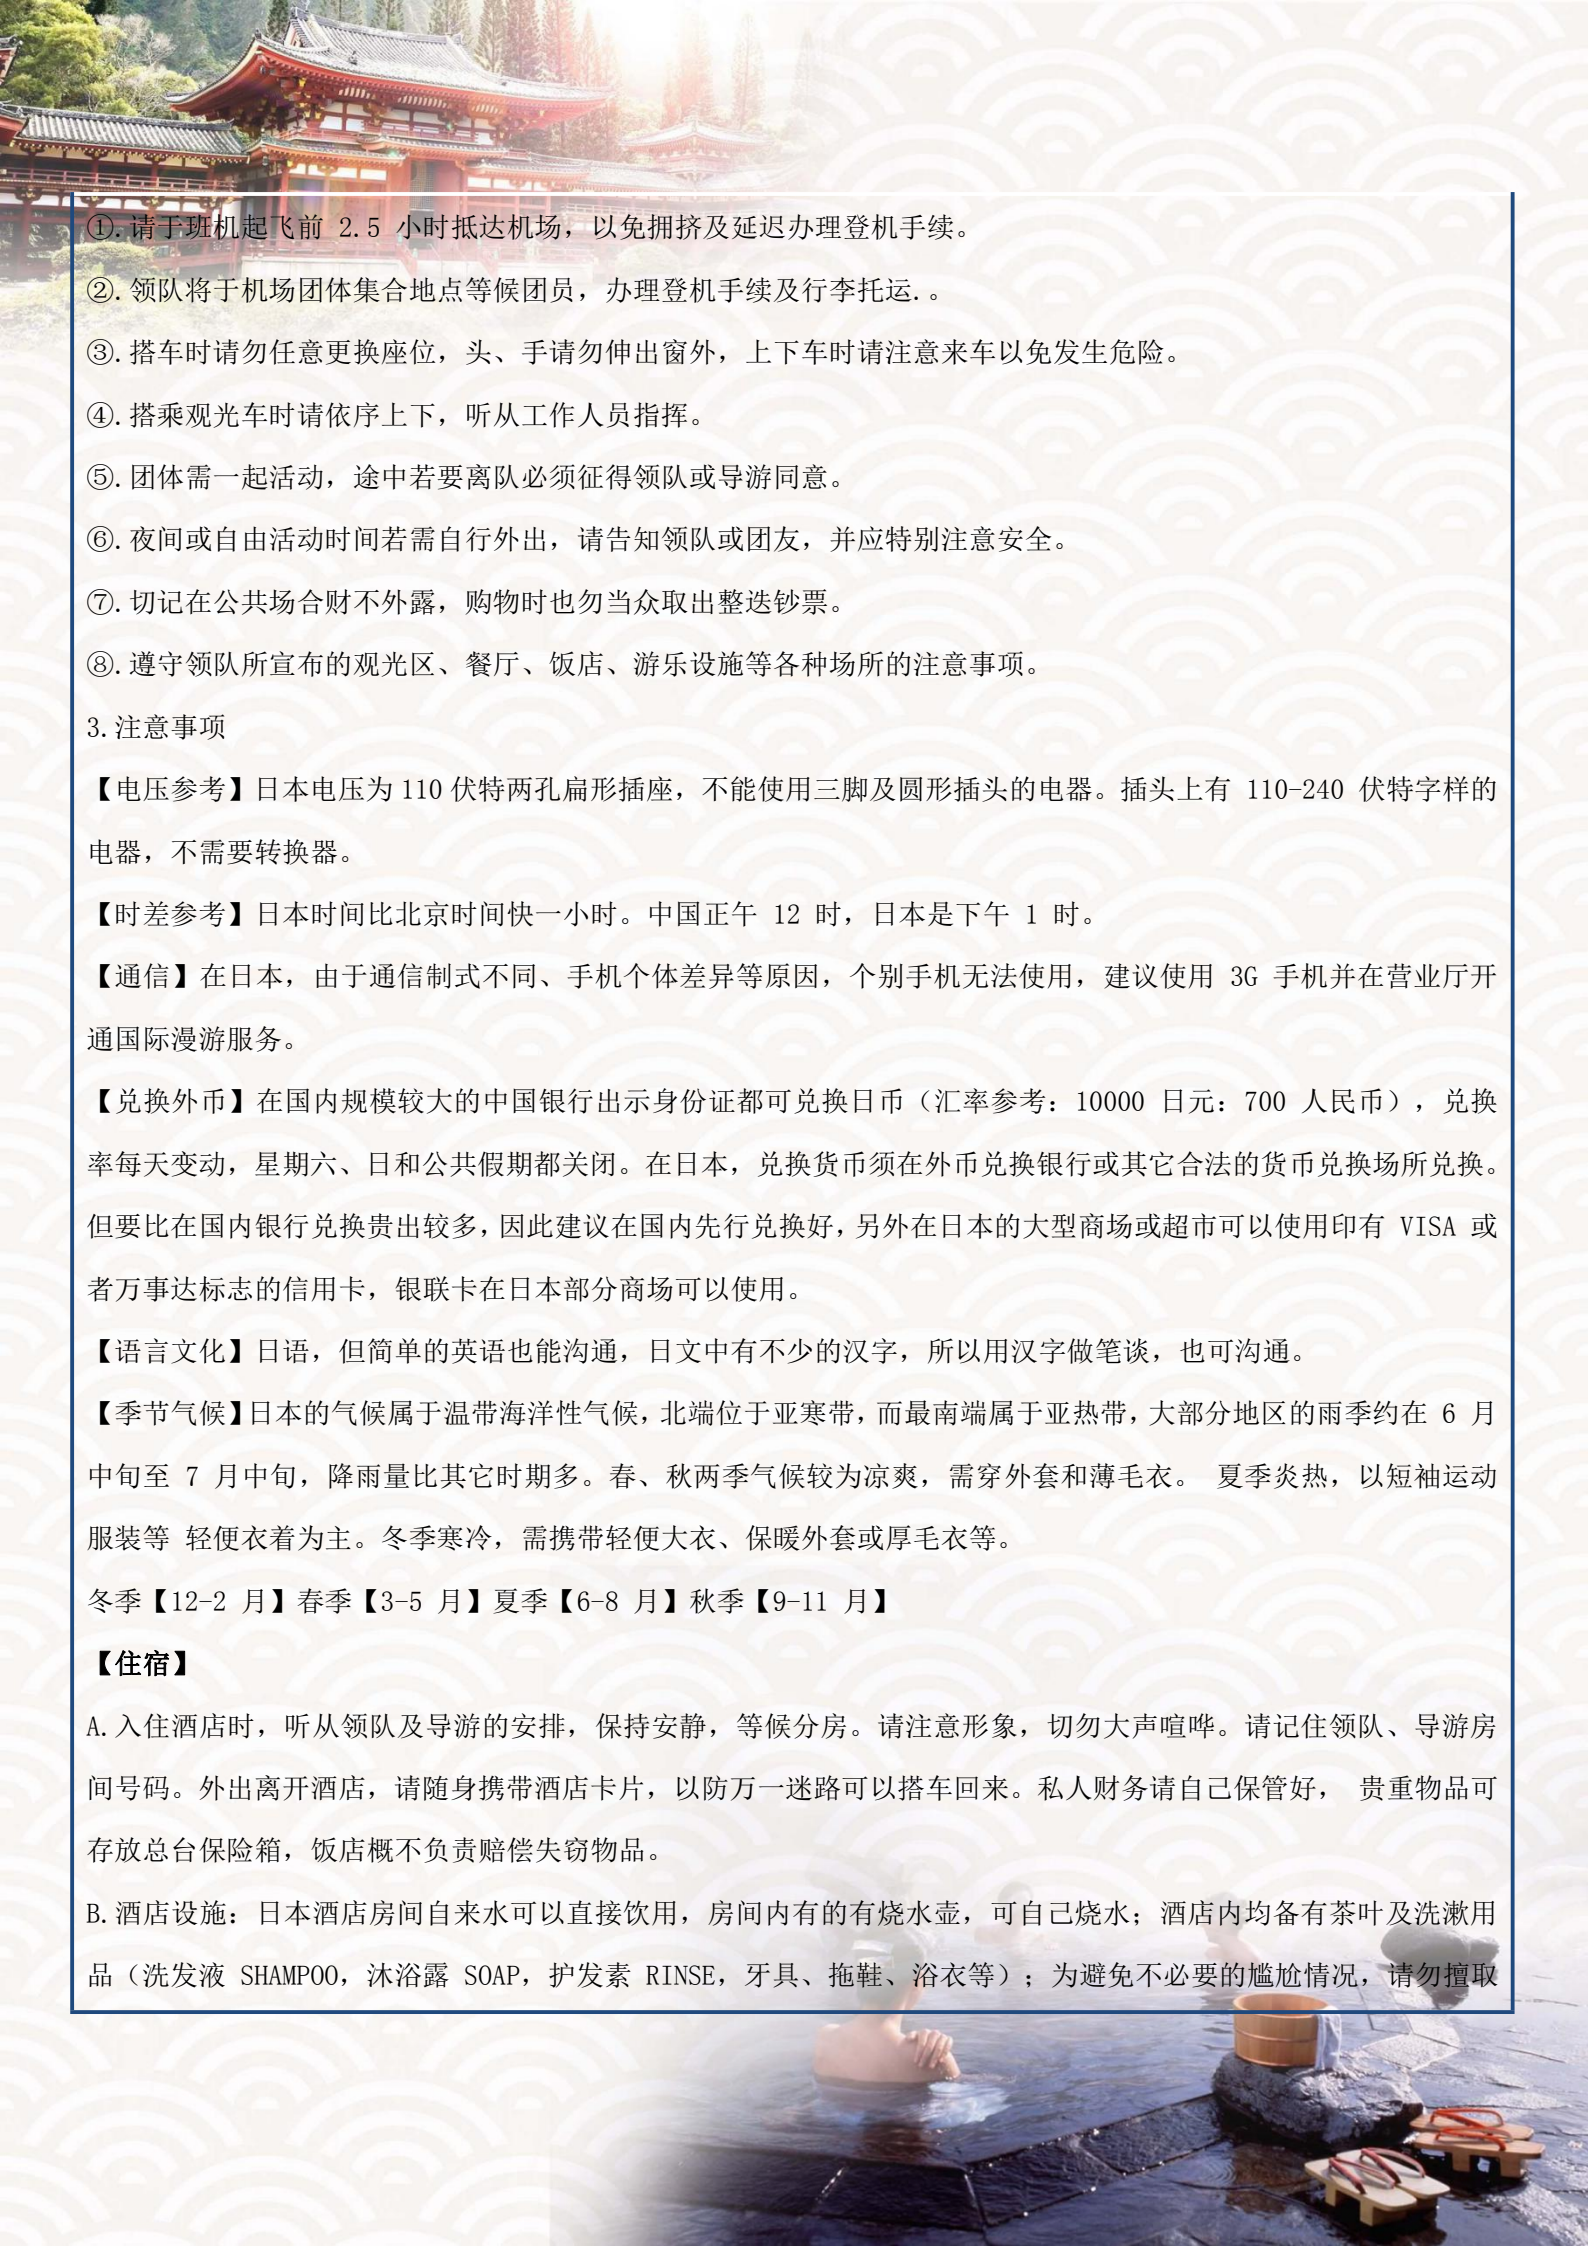 ①.请于班机起飞前 2.5 小时抵达机场，以免拥挤及延迟办理登机手续。
②.领队将于机场团体集合地点等候团员，办理登机手续及行李托运.。
③.搭车时请勿任意更换座位，头、手请勿伸出窗外，上下车时请注意来车以免发生危险。
④.搭乘观光车时请依序上下，听从工作人员指挥。
⑤.团体需一起活动，途中若要离队必须征得领队或导游同意。
⑥.夜间或自由活动时间若需自行外出，请告知领队或团友，并应特别注意安全。
⑦.切记在公共场合财不外露，购物时也勿当众取出整迭钞票。
⑧.遵守领队所宣布的观光区、餐厅、饭店、游乐设施等各种场所的注意事项。
3.注意事项
【电压参考】日本电压为110伏特两孔扁形插座，不能使用三脚及圆形插头的电器。插头上有 110-240 伏特字样的
电器，不需要转换器。
【时差参考】日本时间比北京时间快一小时。中国正午 12 时，日本是下午 1 时。
【通信】在日本，由于通信制式不同、手机个体差异等原因，个别手机无法使用，建议使用 3G 手机并在营业厅开
通国际漫游服务。
【兑换外币】在国内规模较大的中国银行出示身份证都可兑换日币（汇率参考：10000 日元：700 人民币），兑换
率每天变动，星期六、日和公共假期都关闭。在日本，兑换货币须在外币兑换银行或其它合法的货币兑换场所兑换。
但要比在国内银行兑换贵出较多，因此建议在国内先行兑换好，另外在日本的大型商场或超市可以使用印有 VISA 或
者万事达标志的信用卡，银联卡在日本部分商场可以使用。
【语言文化】日语，但简单的英语也能沟通，日文中有不少的汉字，所以用汉字做笔谈，也可沟通。
【季节气候】日本的气候属于温带海洋性气候，北端位于亚寒带，而最南端属于亚热带，大部分地区的雨季约在 6 月
中旬至 7 月中旬，降雨量比其它时期多。春、秋两季气候较为凉爽，需穿外套和薄毛衣。 夏季炎热，以短袖运动
服装等 轻便衣着为主。冬季寒冷，需携带轻便大衣、保暖外套或厚毛衣等。
冬季【12-2 月】春季【3-5 月】夏季【6-8 月】秋季【9-11 月】
【住宿】
A.入住酒店时，听从领队及导游的安排，保持安静，等候分房。请注意形象，切勿大声喧哗。请记住领队、导游房
间号码。外出离开酒店，请随身携带酒店卡片，以防万一迷路可以搭车回来。私人财务请自己保管好， 贵重物品可
存放总台保险箱，饭店概不负责赔偿失窃物品。
B.酒店设施：日本酒店房间自来水可以直接饮用，房间内有的有烧水壶，可自己烧水；酒店内均备有茶叶及洗漱用
品（洗发液 SHAMPOO，沐浴露 SOAP，护发素 RINSE，牙具、拖鞋、浴衣等）；为避免不必要的尴尬情况，请勿擅取